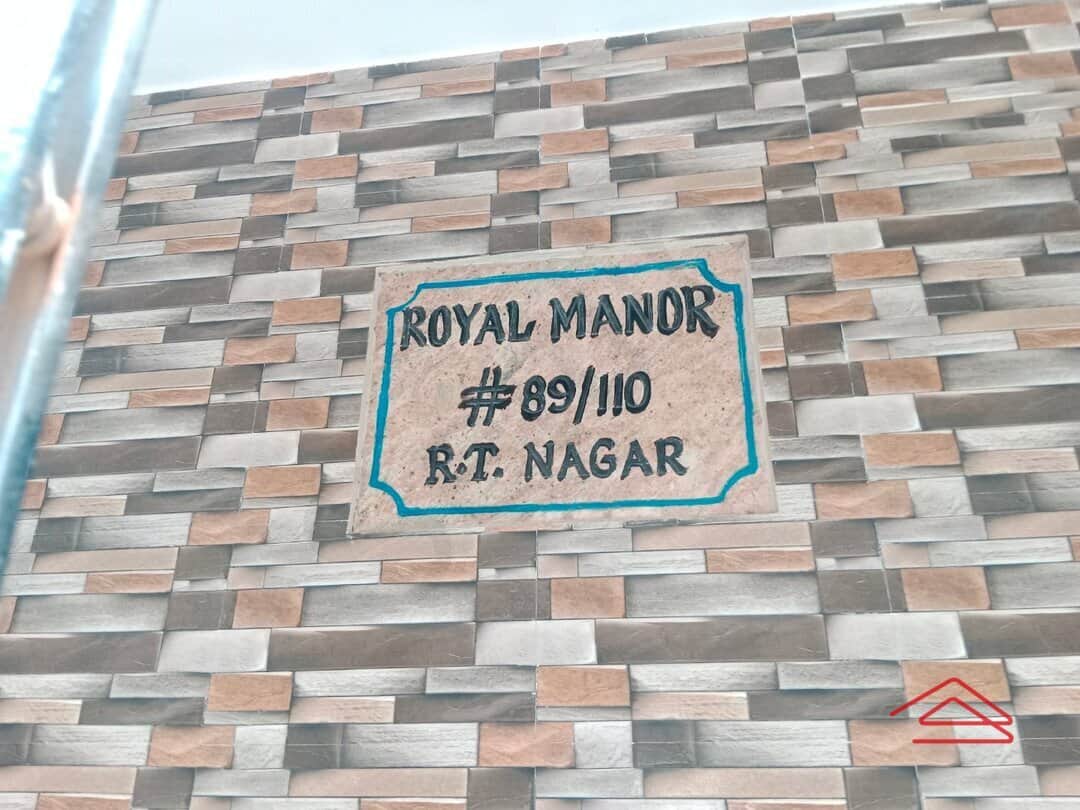 ROYAL MANOR
# 89/110
R.T. NAGAR